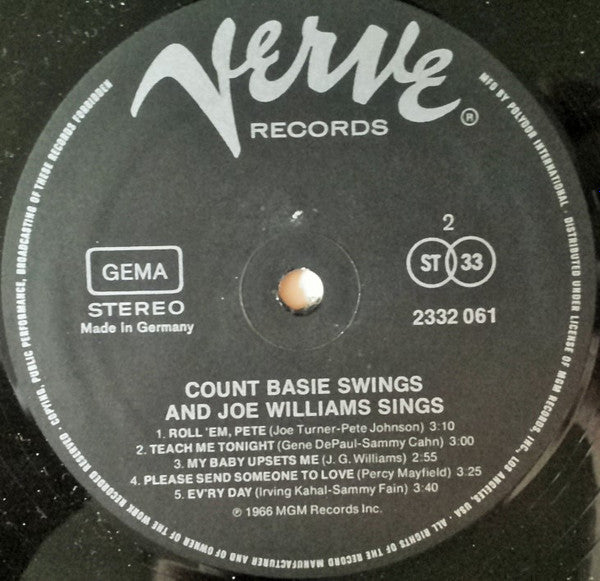 Verve
RECORDS
®
GEMA
STEREO
Made in Germany
2
ST 33
2332 061
COUNT BASIE SWINGS
AND JOE WILLIAMS SINGS
1. ROLL 'EM, PETE (Joe Turner-Pete Johnson) 3:10
2. TEACH ME TONIGHT (Gene DePaul-Sammy Cahn) 3:00
3. MY BABY UPSETS ME (J. G. Williams) 2:55
4. PLEASE SEND SOMEONE TO LOVE (Percy Mayfield) 3:25
5. EV'RY DAY (Irving Kahal-Sammy Fain) 3:40
℗ 1966 MGM Records Inc.
MFG BY POLYDOR INTERNATIONAL · DISTRIBUTED UNDER LICENSE OF MGM RECORDS, INC., LOS ANGELES, USA · ALL RIGHTS OF THE RECORD MANUFACTURER AND OF OWNER OF THE WORK RECORDED RESERVED · COPYING, PUBLIC PERFORMANCE, BROADCASTING OF THESE RECORDS FORBIDDEN